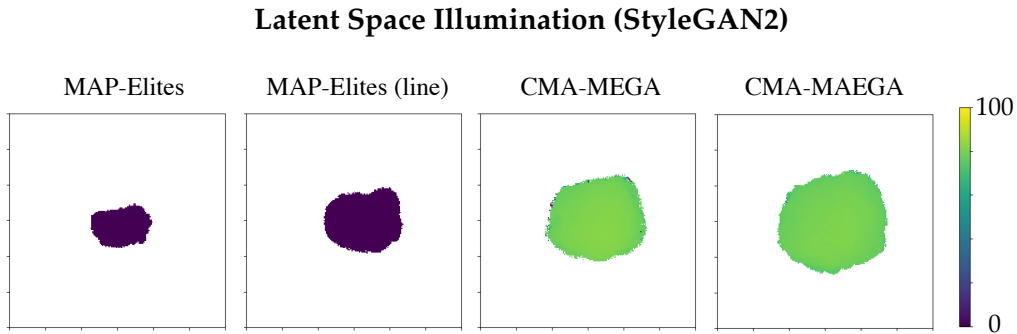 Latent Space Illumination (StyleGAN2)
MAP-Elites
MAP-Elites (line)
CMA-MEGA
CMA-MAEGA
100
0